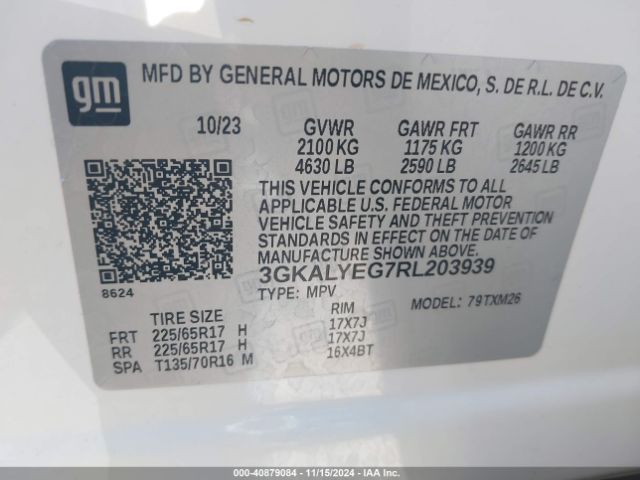 gm
MFD BY GENERAL MOTORS DE MEXICO, S. DE R.L. DE C.V.
10/23 GVWR GAWR FRT GAWR RR
2100 KG 1175 KG 1200 KG
4630 LB 2590 LB 2645 LB
THIS VEHICLE CONFORMS TO ALL
APPLICABLE U.S. FEDERAL MOTOR
VEHICLE SAFETY AND THEFT PREVENTION
STANDARDS IN EFFECT ON THE DATE OF
MANUFACTURE SHOWN ABOVE.
3GKALYEG7RL203939
8624 TYPE: MPV MODEL: 79TXM26
TIRE SIZE RIM
FRT 225/65R17 H 17X7J
RR 225/65R17 H 17X7J
SPA T135/70R16 M 16X4BT
000-40879084 - 11/15/2024 - iaai.com